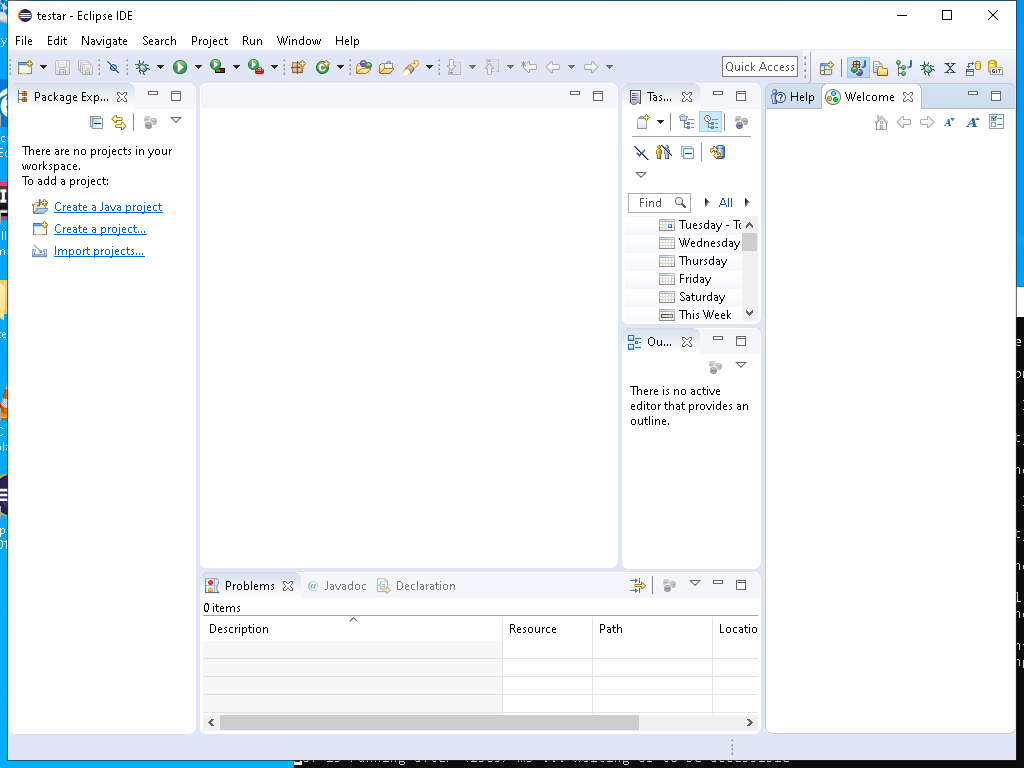 testar - Eclipse IDE
File Edit Navigate Search Project Run Window Help
Quick Access
Package Exp...
There are no projects in your
workspace.
To add a project:
Create a Java project
Create a project...
Import projects...
Tas...
Find
All
Tuesday - To
Wednesday
Thursday
Friday
Saturday
This Week
Ou...
There is no active
editor that provides an
outline.
Help Welcome
Problems @ Javadoc Declaration
0 items
Description Resource Path Locatio